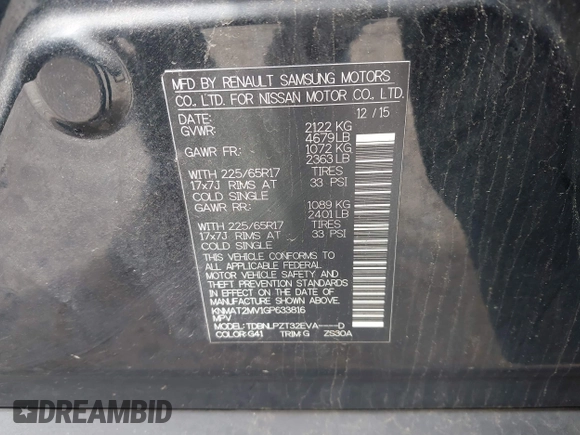 MFD BY RENAULT SAMSUNG MOTORS
CO. LTD. FOR NISSAN MOTOR CO., LTD.
DATE: 12 / 15
GVWR: 2122 KG
4679 LB
GAWR FR: 1072 KG
2363 LB
WITH 225/65R17 TIRES
17x7J RIMS AT 33 PSI
COLD SINGLE
GAWR RR: 1089 KG
2401 LB
WITH 225/65R17 TIRES
17x7J RIMS AT 33 PSI
COLD SINGLE
THIS VEHICLE CONFORMS TO
ALL APPLICABLE FEDERAL
MOTOR VEHICLE SAFETY AND
THEFT PREVENTION STANDARDS
IN EFFECT ON THE DATE OF
MANUFACTURE SHOWN ABOVE.
KNMAT2MV1GP633816
MPV
MODEL: TDBNLPZT32EVA----D
COLOR: G41 TRIM G ZS30A
DREAMBID